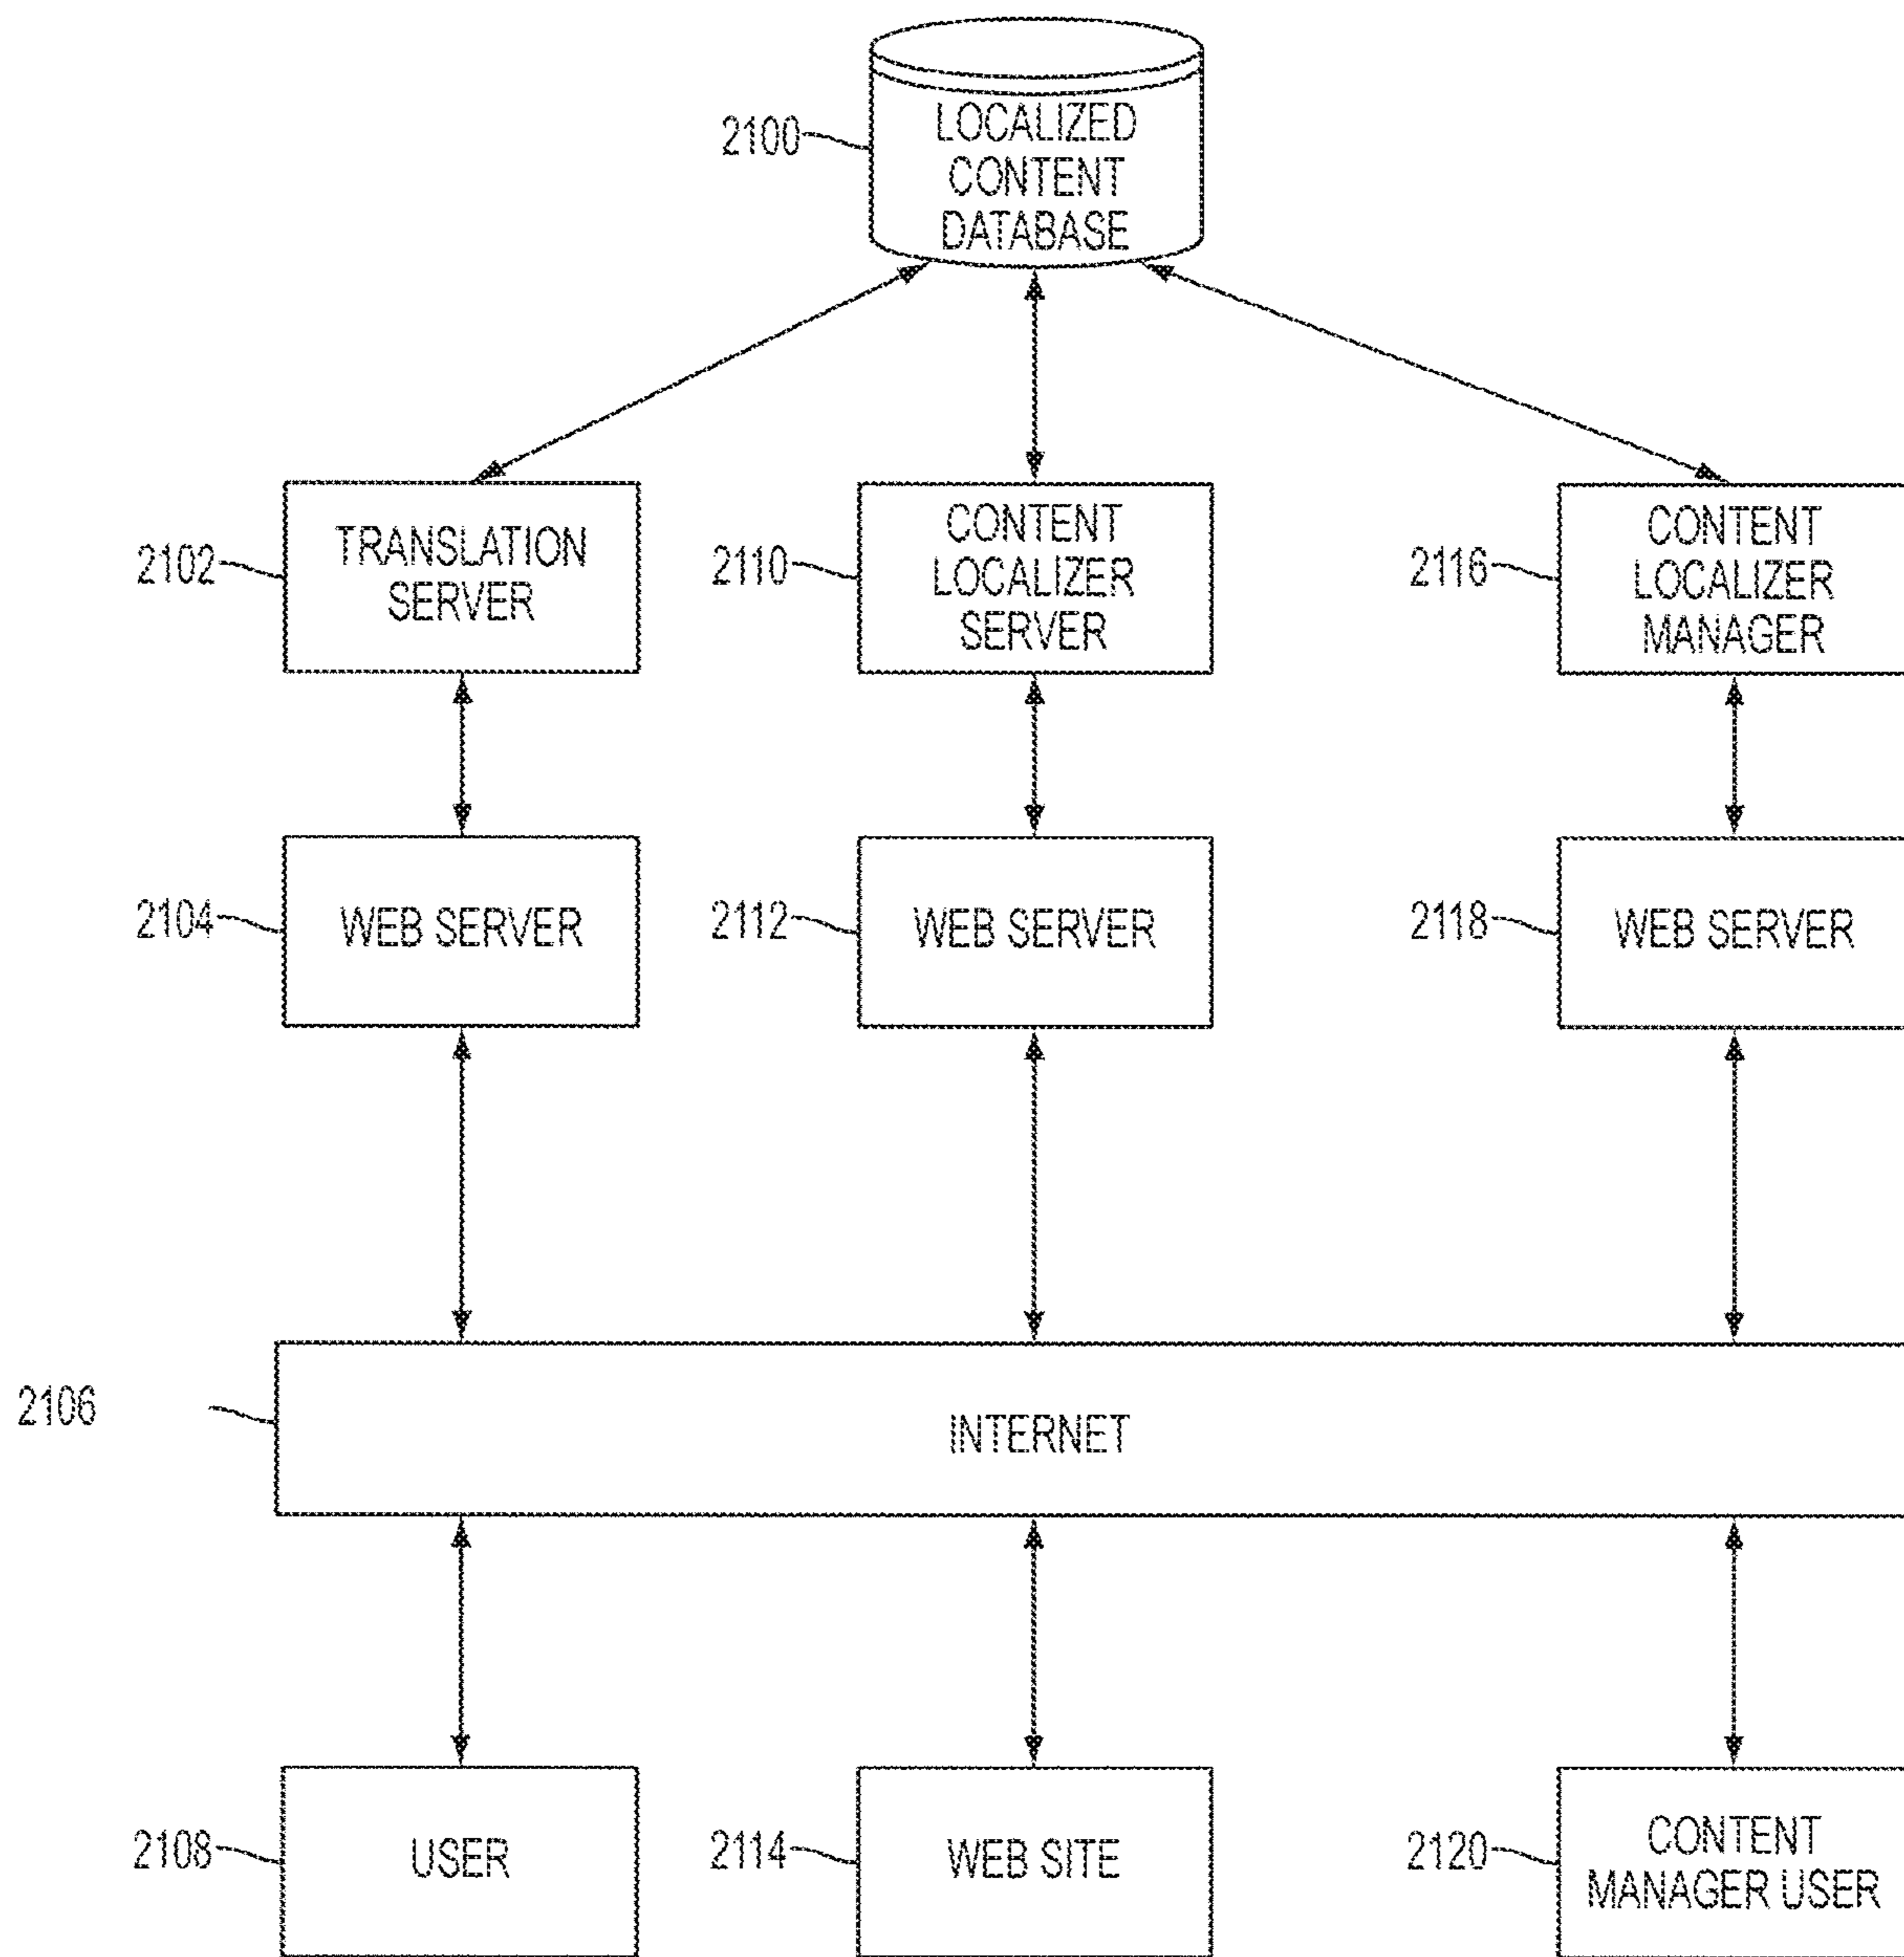 2100
LOCALIZED
CONTENT
DATABASE
2102
TRANSLATION
SERVER
2110
CONTENT
LOCALIZER
SERVER
2116
CONTENT
LOCALIZER
MANAGER
2104
WEB SERVER
2112
WEB SERVER
2118
WEB SERVER
2106
INTERNET
2108
USER
2114
WEB SITE
2120
CONTENT
MANAGER USER